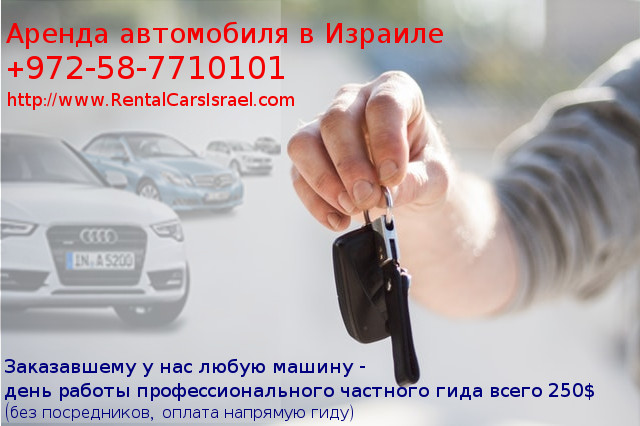 Аренда автомобиля в Израиле
+972-58-7710101
http://www.RentalCarsIsrael.com
IN A 5200
Заказавшему у нас любую машину -
день работы профессионального частного гида всего 250$
(без посредников, оплата напрямую гиду)